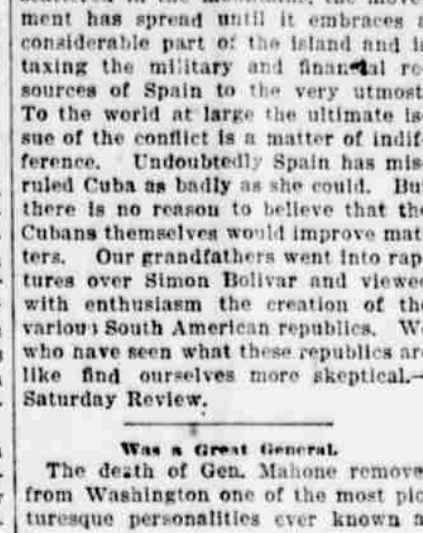 ment has spread until it embraces a
considerable part of the island and is
taxing the military and financial re
sources of Spain to the very utmost
To the world at large the ultimate is
sue of the conflict is a matter of indif
ference. Undoubtedly Spain has mis
ruled Cuba as badly as she could. Bu
there is no reason to believe that the
Cubans themselves would improve mat
ters. Our grandfathers went into rap
tures over Simon Bolivar and viewed
with enthusiasm the creation of the
various South American republics. We
who have seen what these republics are
like find ourselves more skeptical.—
Saturday Review.
Was a Great General.
The death of Gen. Mahone remove
from Washington one of the most pic
turesque personalities ever known a